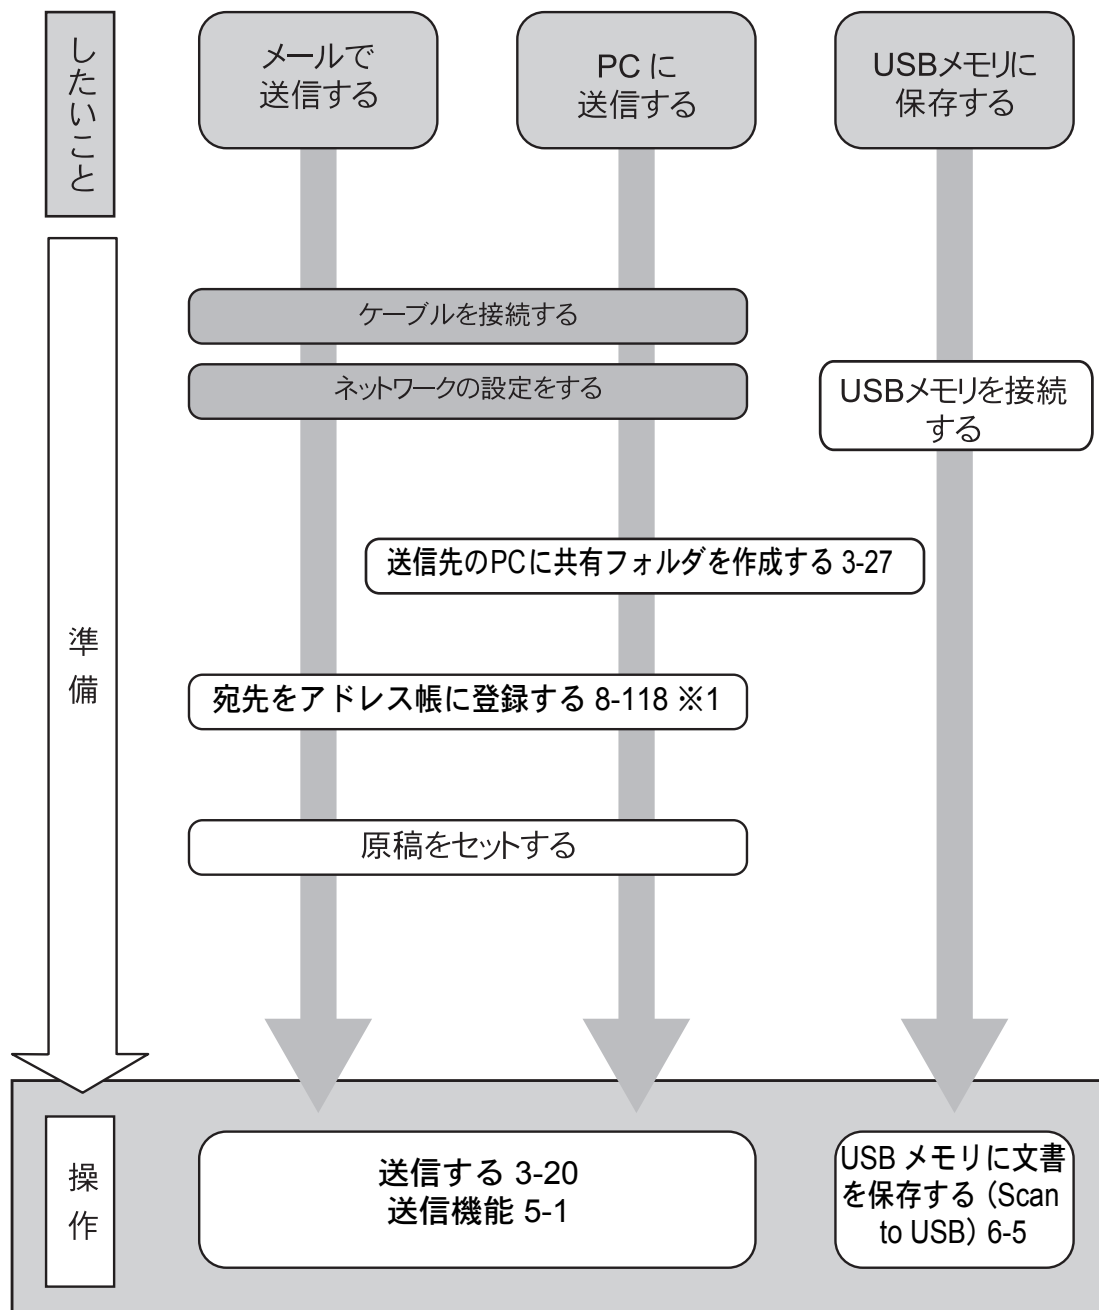 したいこと
メールで
送信する
PC に
送信する
USBメモリに
保存する
準備
ケーブルを接続する
ネットワークの設定をする
USBメモリを接続
する
送信先のPCに共有フォルダを作成する 3-27
宛先をアドレス帳に登録する 8-118 ※1
原稿をセットする
操作
送信する 3-20
送信機能 5-1
USB メモリに文書
を保存する（Scan
to USB）6-5